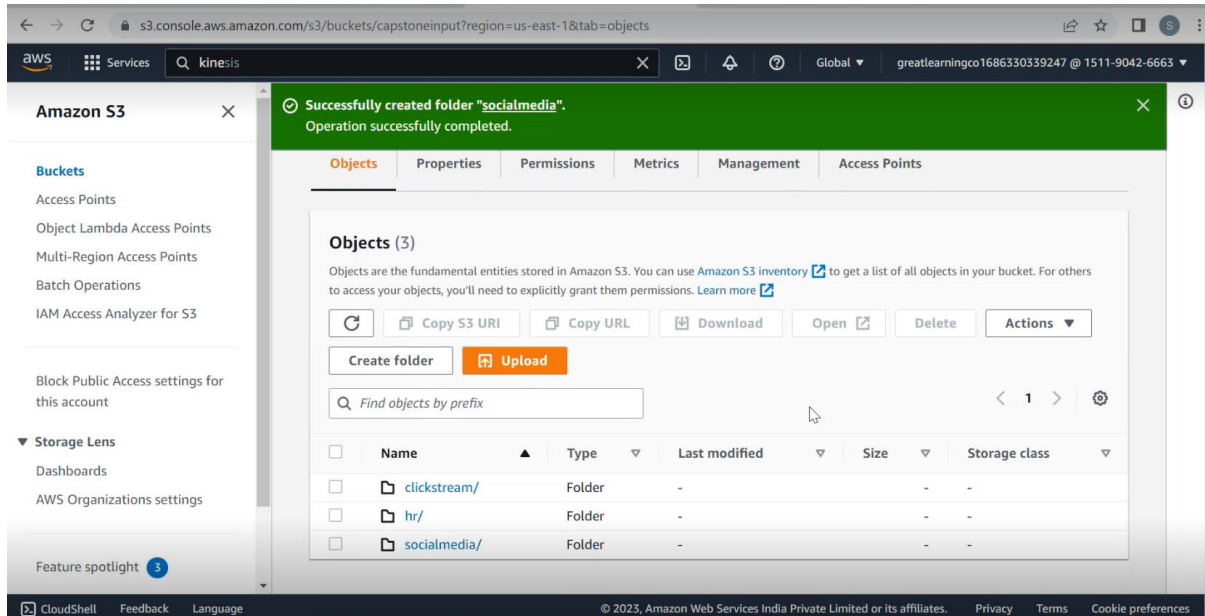 s3.console.aws.amazon.com/s3/buckets/capstoneinput?region=us-east-1&tab=objects
S
aws Services kinesis Global greatlearningco1686330339247 @ 1511-9042-6663
Amazon S3
Buckets
Access Points
Object Lambda Access Points
Multi-Region Access Points
Batch Operations
IAM Access Analyzer for S3
Block Public Access settings for
this account
Storage Lens
Dashboards
AWS Organizations settings
Feature spotlight 3
Successfully created folder "socialmedia".
Operation successfully completed.
Objects Properties Permissions Metrics Management Access Points
Objects (3)
Objects are the fundamental entities stored in Amazon S3. You can use Amazon S3 inventory to get a list of all objects in your bucket. For others
to access your objects, you'll need to explicitly grant them permissions. Learn more
Copy S3 URI Copy URL Download Open Delete Actions
Create folder Upload
Find objects by prefix 1
Name Type Last modified Size Storage class
clickstream/ Folder - - -
hr/ Folder - - -
socialmedia/ Folder - - -
CloudShell Feedback Language © 2023, Amazon Web Services India Private Limited or its affiliates. Privacy Terms Cookie preferences